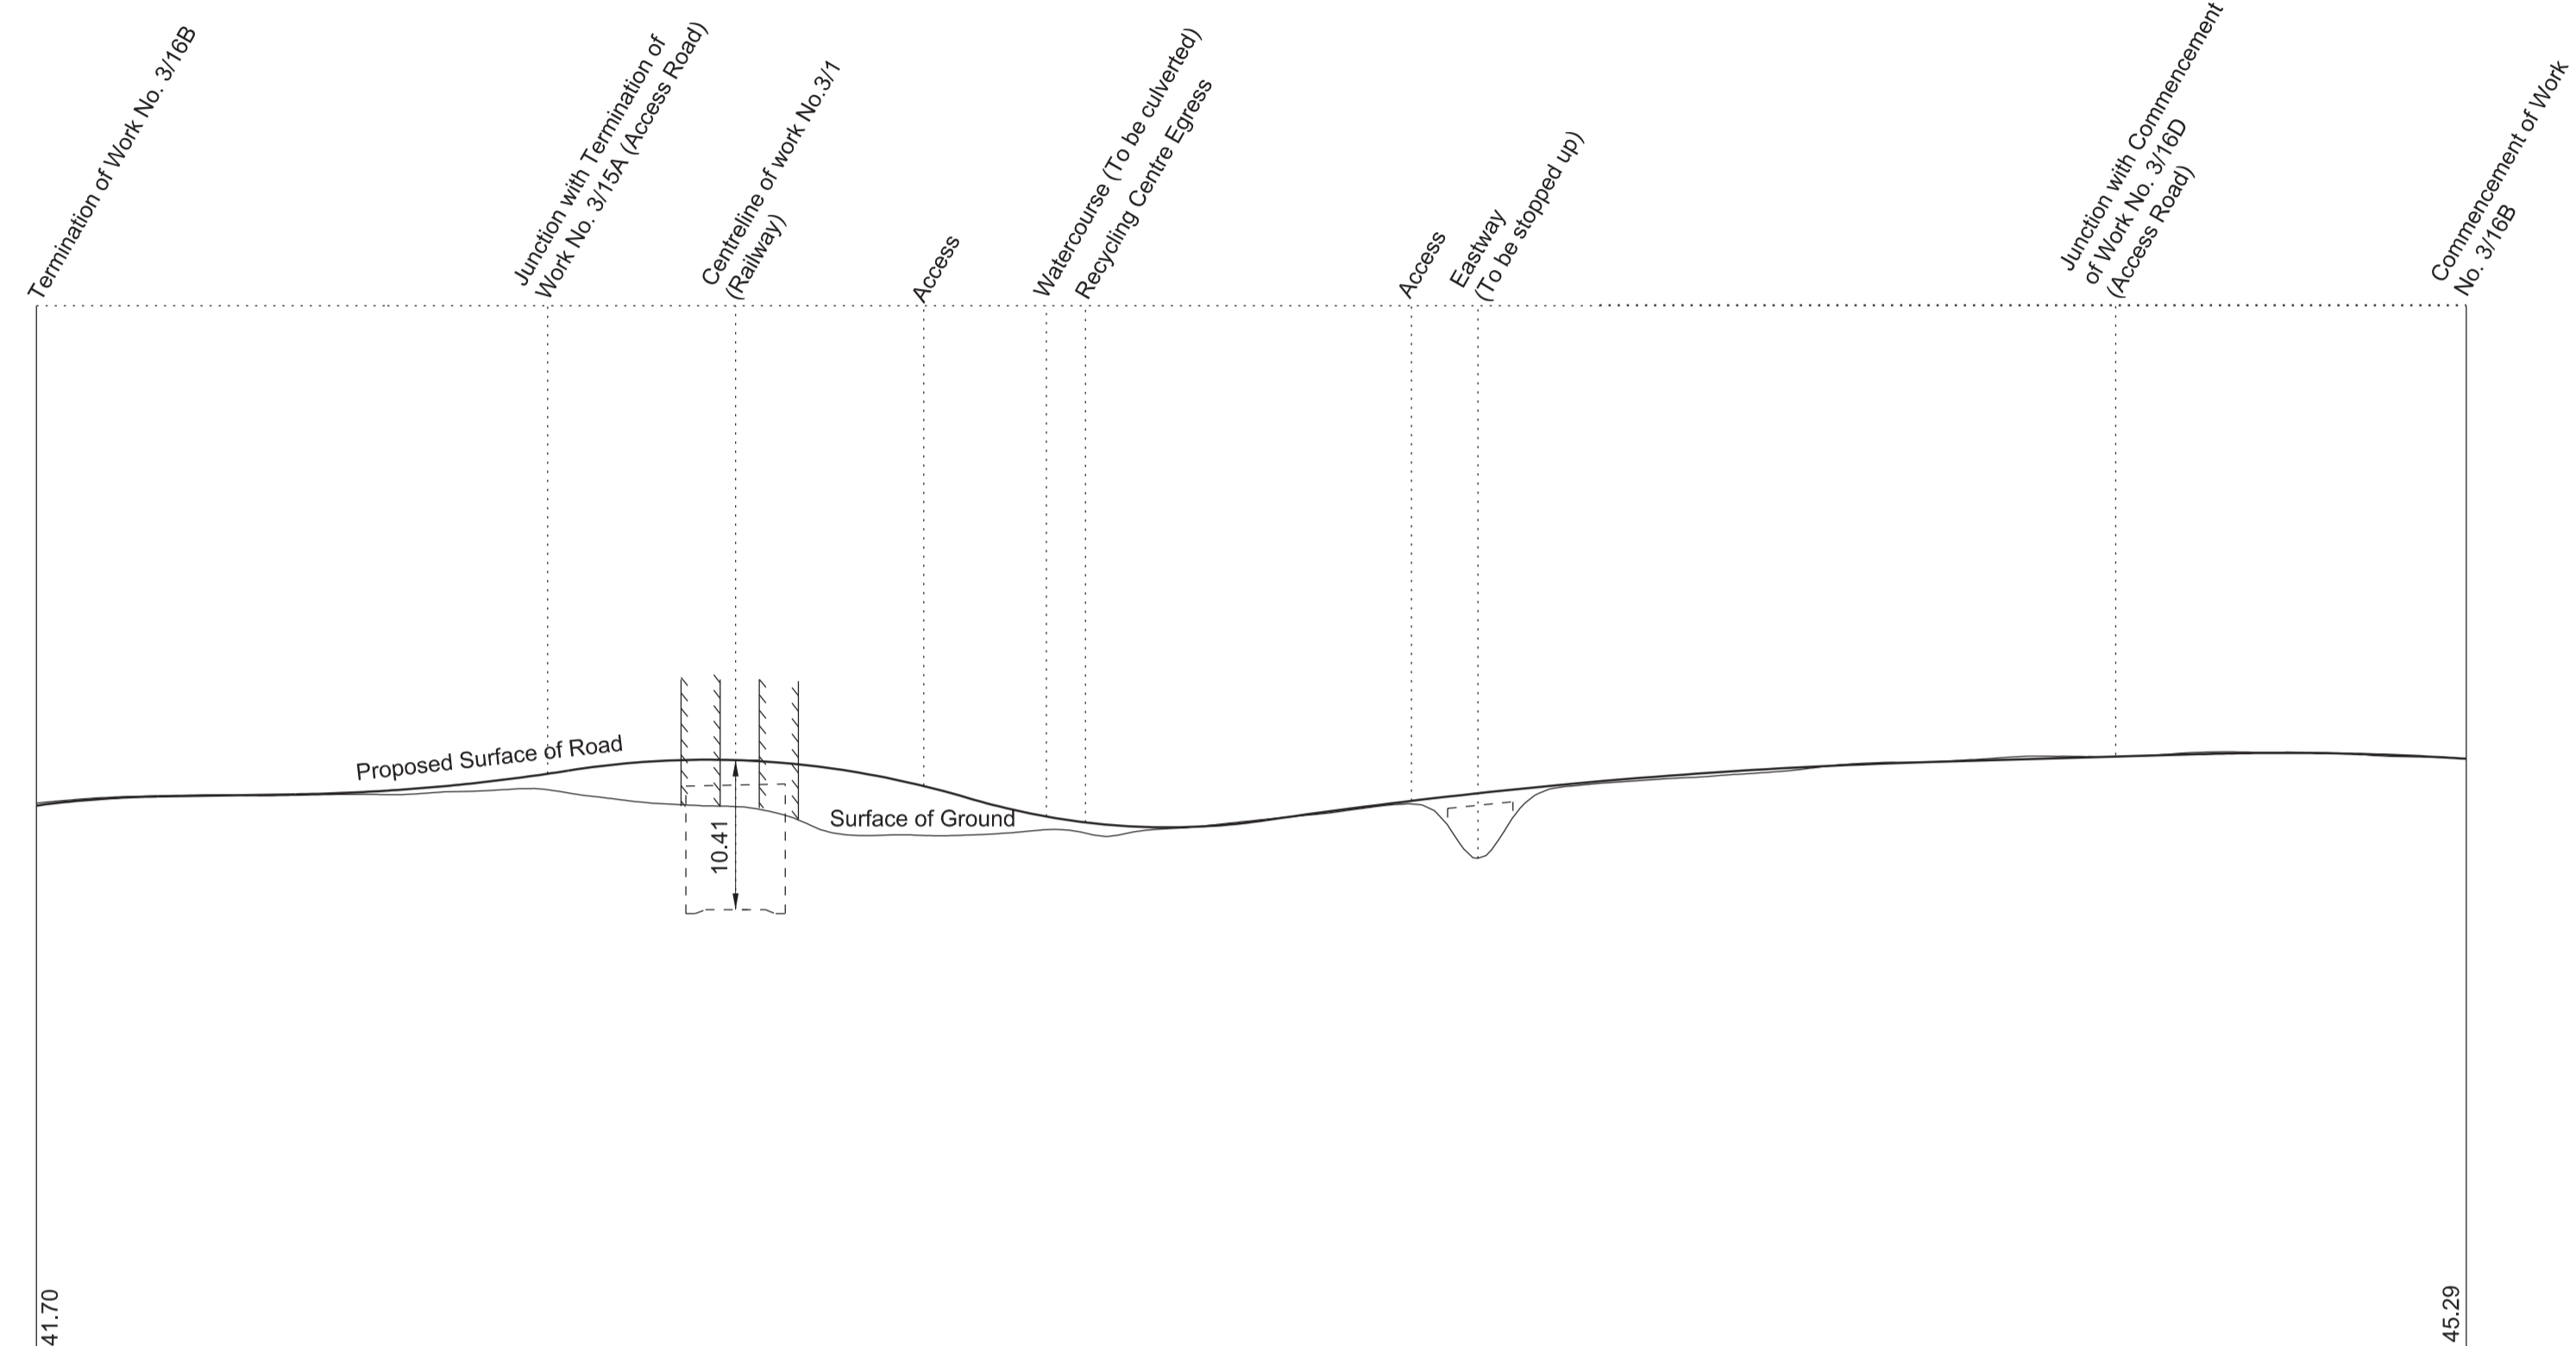 Termination of Work No. 3/16B
Junction with Termination of
Work No. 3/15A (Access Road)
Centreline of work No.3/1
(Railway)
Access
Watercourse (To be culverted)
Recycling Centre Egress
Access
Eastway
(To be stopped up)
Junction with Commencement
of Work No. 3/16D
(Access Road)
Commencement of Work
No. 3/16B
Proposed Surface of Road
Surface of Ground
10.41
41.70
45.29